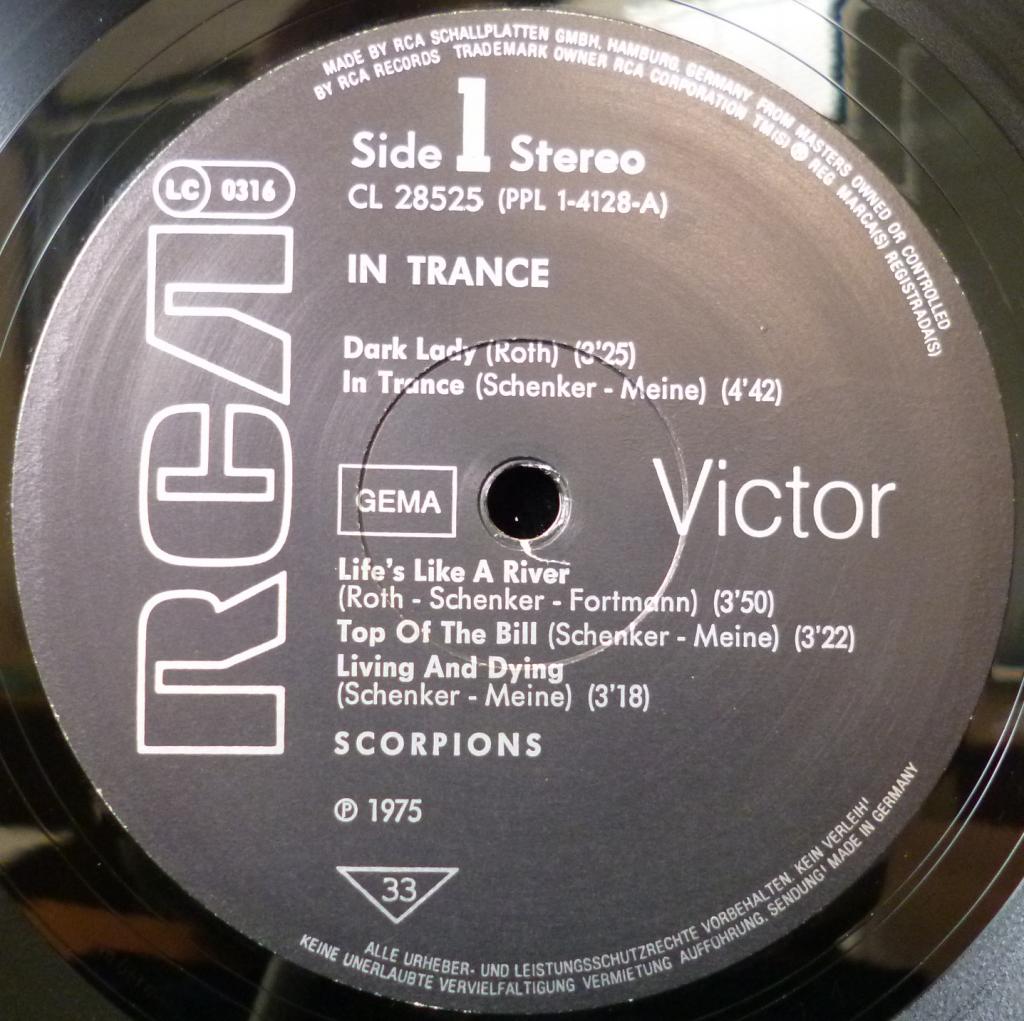 MADE BY RCA SCHALLPLATTEN GMBH, HAMBURG, GERMANY FROM MASTERS OWNED OR CONTROLLED
BY RCA RECORDS TRADEMARK OWNER RCA CORPORATION TM(S) ® REG MARCA(S) REGISTRADA(S)
Side 1 Stereo
LC 0316
CL 28525 (PPL 1-4128-A)
IN TRANCE
Dark Lady (Roth) (3'25)
In Trance (Schenker - Meine) (4'42)
RCA
GEMA
Victor
Life's Like A River
(Roth - Schenker - Fortmann) (3'50)
Top Of The Bill (Schenker - Meine) (3'22)
Living And Dying
(Schenker - Meine) (3'18)
SCORPIONS
℗ 1975
33
ALLE URHEBER- UND LEISTUNGSSCHUTZRECHTE VORBEHALTEN. KEIN VERLEIH!
KEINE UNERLAUBTE VERVIELFALTIGUNG VERMIETUNG AUFFÜHRUNG, SENDUNG! MADE IN GERMANY